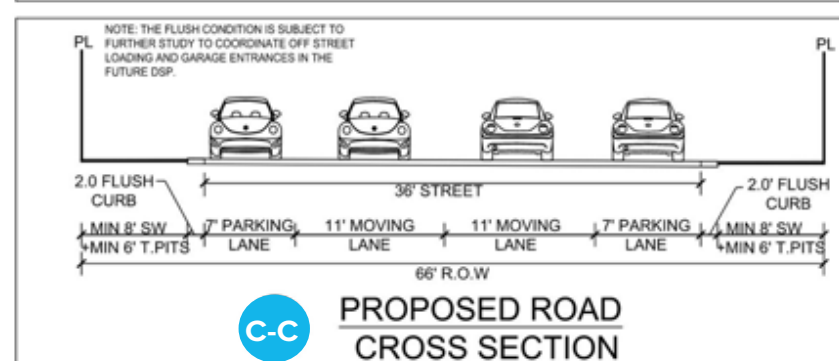 NOTE: THE FLUSH CONDITION IS SUBJECT TO
PL FURTHER STUDY TO COORDINATE OFF STREET PL
LOADING AND GARAGE ENTRANCES IN THE
FUTURE DSP.
2.0 FLUSH
CURB
36' STREET
2.0' FLUSH
CURB
MIN 8' SW 7' PARKING 11' MOVING 11' MOVING 7' PARKING MIN 8' SW
+MIN 6' T.PITS LANE LANE LANE LANE +MIN 6' T.PITS
66' R.O.W
C-C
PROPOSED ROAD
CROSS SECTION